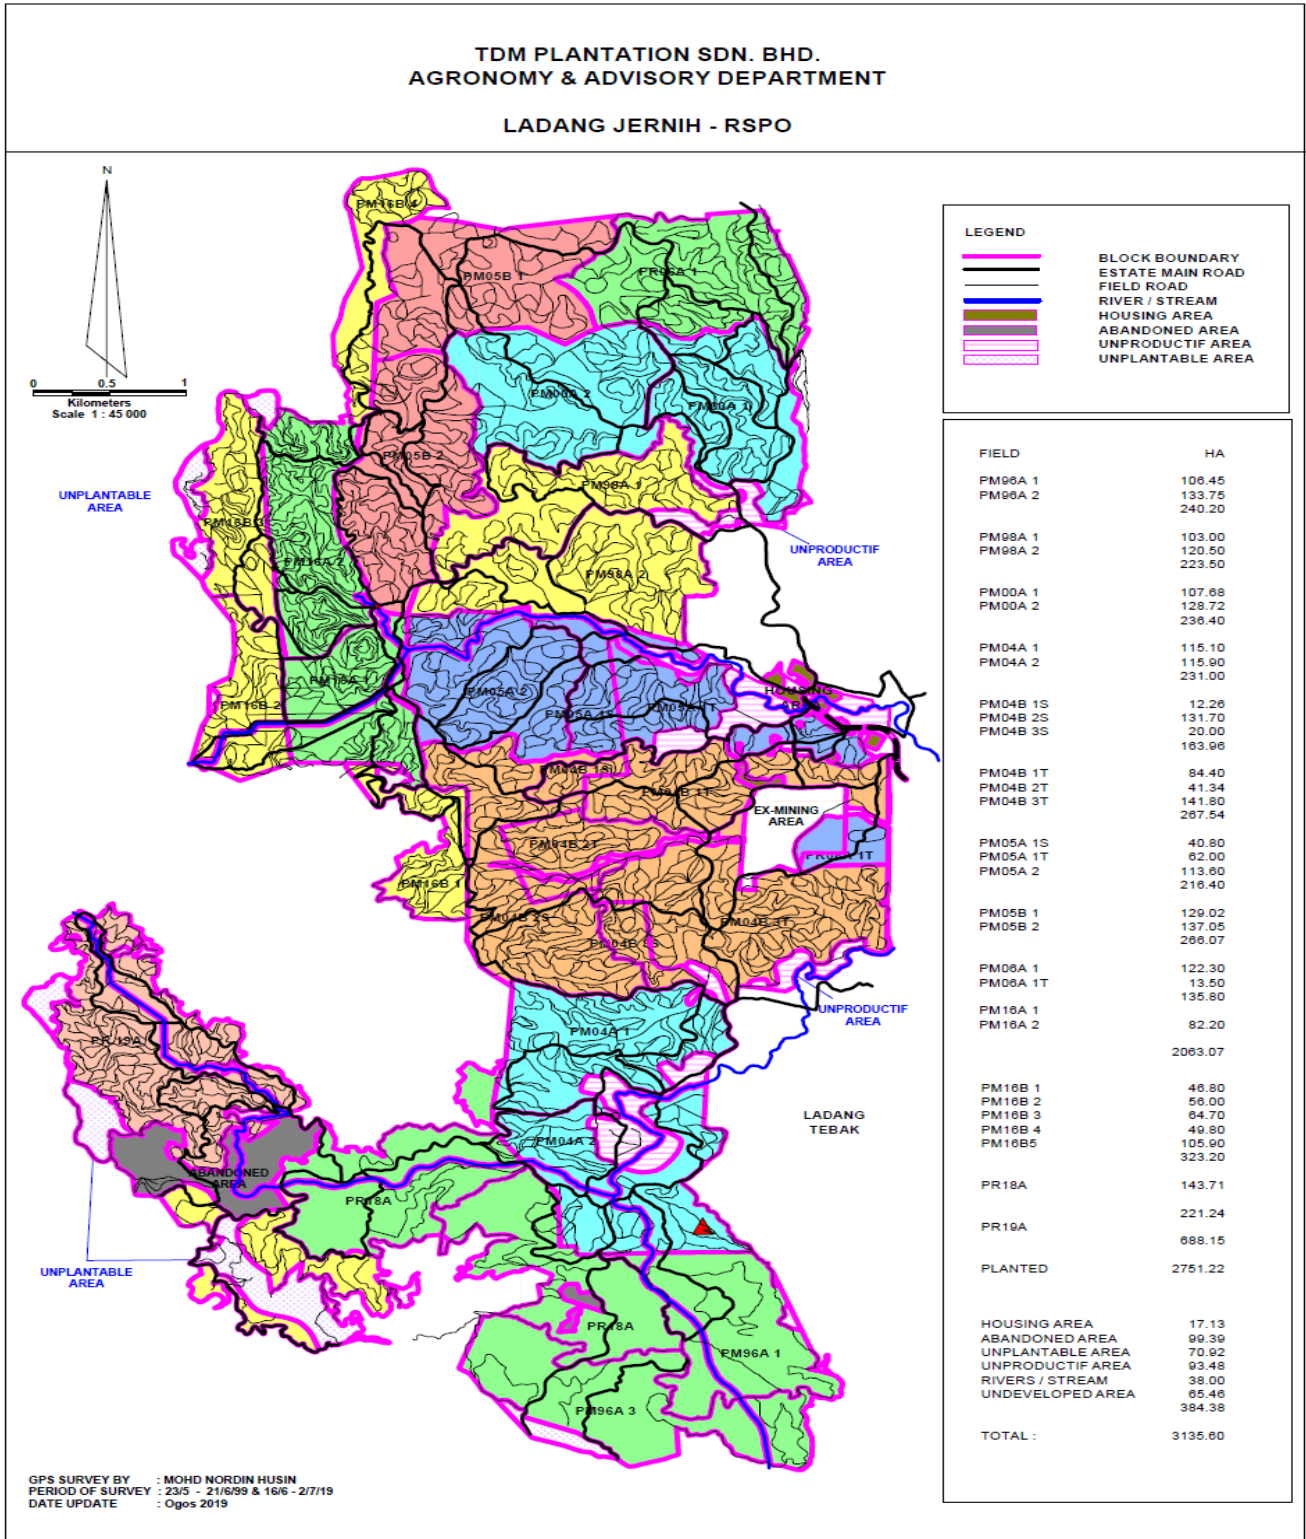 TDM PLANTATION SDN. BHD.
AGRONOMY & ADVISORY DEPARTMENT
LADANG JERNIH - RSPO
N
0 0.5 1
Kilometers
Scale 1 : 45 000
LEGEND
BLOCK BOUNDARY
ESTATE MAIN ROAD
FIELD ROAD
RIVER / STREAM
HOUSING AREA
ABANDONED AREA
UNPRODUCTIF AREA
UNPLANTABLE AREA
PM16B 4
PM05B 1
PR06A 1
PM00A 2
PM00A 1
PM05B 2
PM98A 1
UNPLANTABLE
AREA
PM16B 3
UNPRODUCTIF
AREA
PM16A 2
PM98A 2
PM16A 1
PM05A 2
PM05A 1S
PM05A 1T
HOUSING
AREA
PM16B 2
PM04B 1S
PM04B 1T
EX-MINING
AREA
PM04B 2T
PM16B 1
PM04B 2S
PM04B 3T
UNPRODUCTIF
AREA
PM04A 1
PR 19A
LADANG
TEBAK
PM04A 2
ABANDONED
AREA
PR18A
UNPLANTABLE
AREA
PR18A
PM96A 1
PM96A 3
FIELD HA
PM96A 1 106.45
PM96A 2 133.75
240.20
PM98A 1 103.00
PM98A 2 120.50
223.50
PM00A 1 107.68
PM00A 2 128.72
236.40
PM04A 1 115.10
PM04A 2 115.90
231.00
PM04B 1S 12.26
PM04B 2S 131.70
PM04B 3S 20.00
163.96
PM04B 1T 84.40
PM04B 2T 41.34
PM04B 3T 141.80
267.54
PM05A 1S 40.80
PM05A 1T 62.00
PM05A 2 113.60
216.40
PM05B 1 129.02
PM05B 2 137.05
266.07
PM06A 1 122.30
PM06A 1T 13.50
135.80
PM16A 1
PM16A 2 82.20
2063.07
PM16B 1 46.80
PM16B 2 56.00
PM16B 3 64.70
PM16B 4 49.80
PM16B5 105.90
323.20
PR18A 143.71
221.24
PR19A
688.15
PLANTED 2751.22
HOUSING AREA 17.13
ABANDONED AREA 99.39
UNPLANTABLE AREA 70.92
UNPRODUCTIF AREA 93.48
RIVERS / STREAM 38.00
UNDEVELOPED AREA 65.46
384.38
TOTAL : 3135.60
GPS SURVEY BY : MOHD NORDIN HUSIN
PERIOD OF SURVEY : 23/5 - 21/6/99 & 16/6 - 2/7/19
DATE UPDATE : Ogos 2019